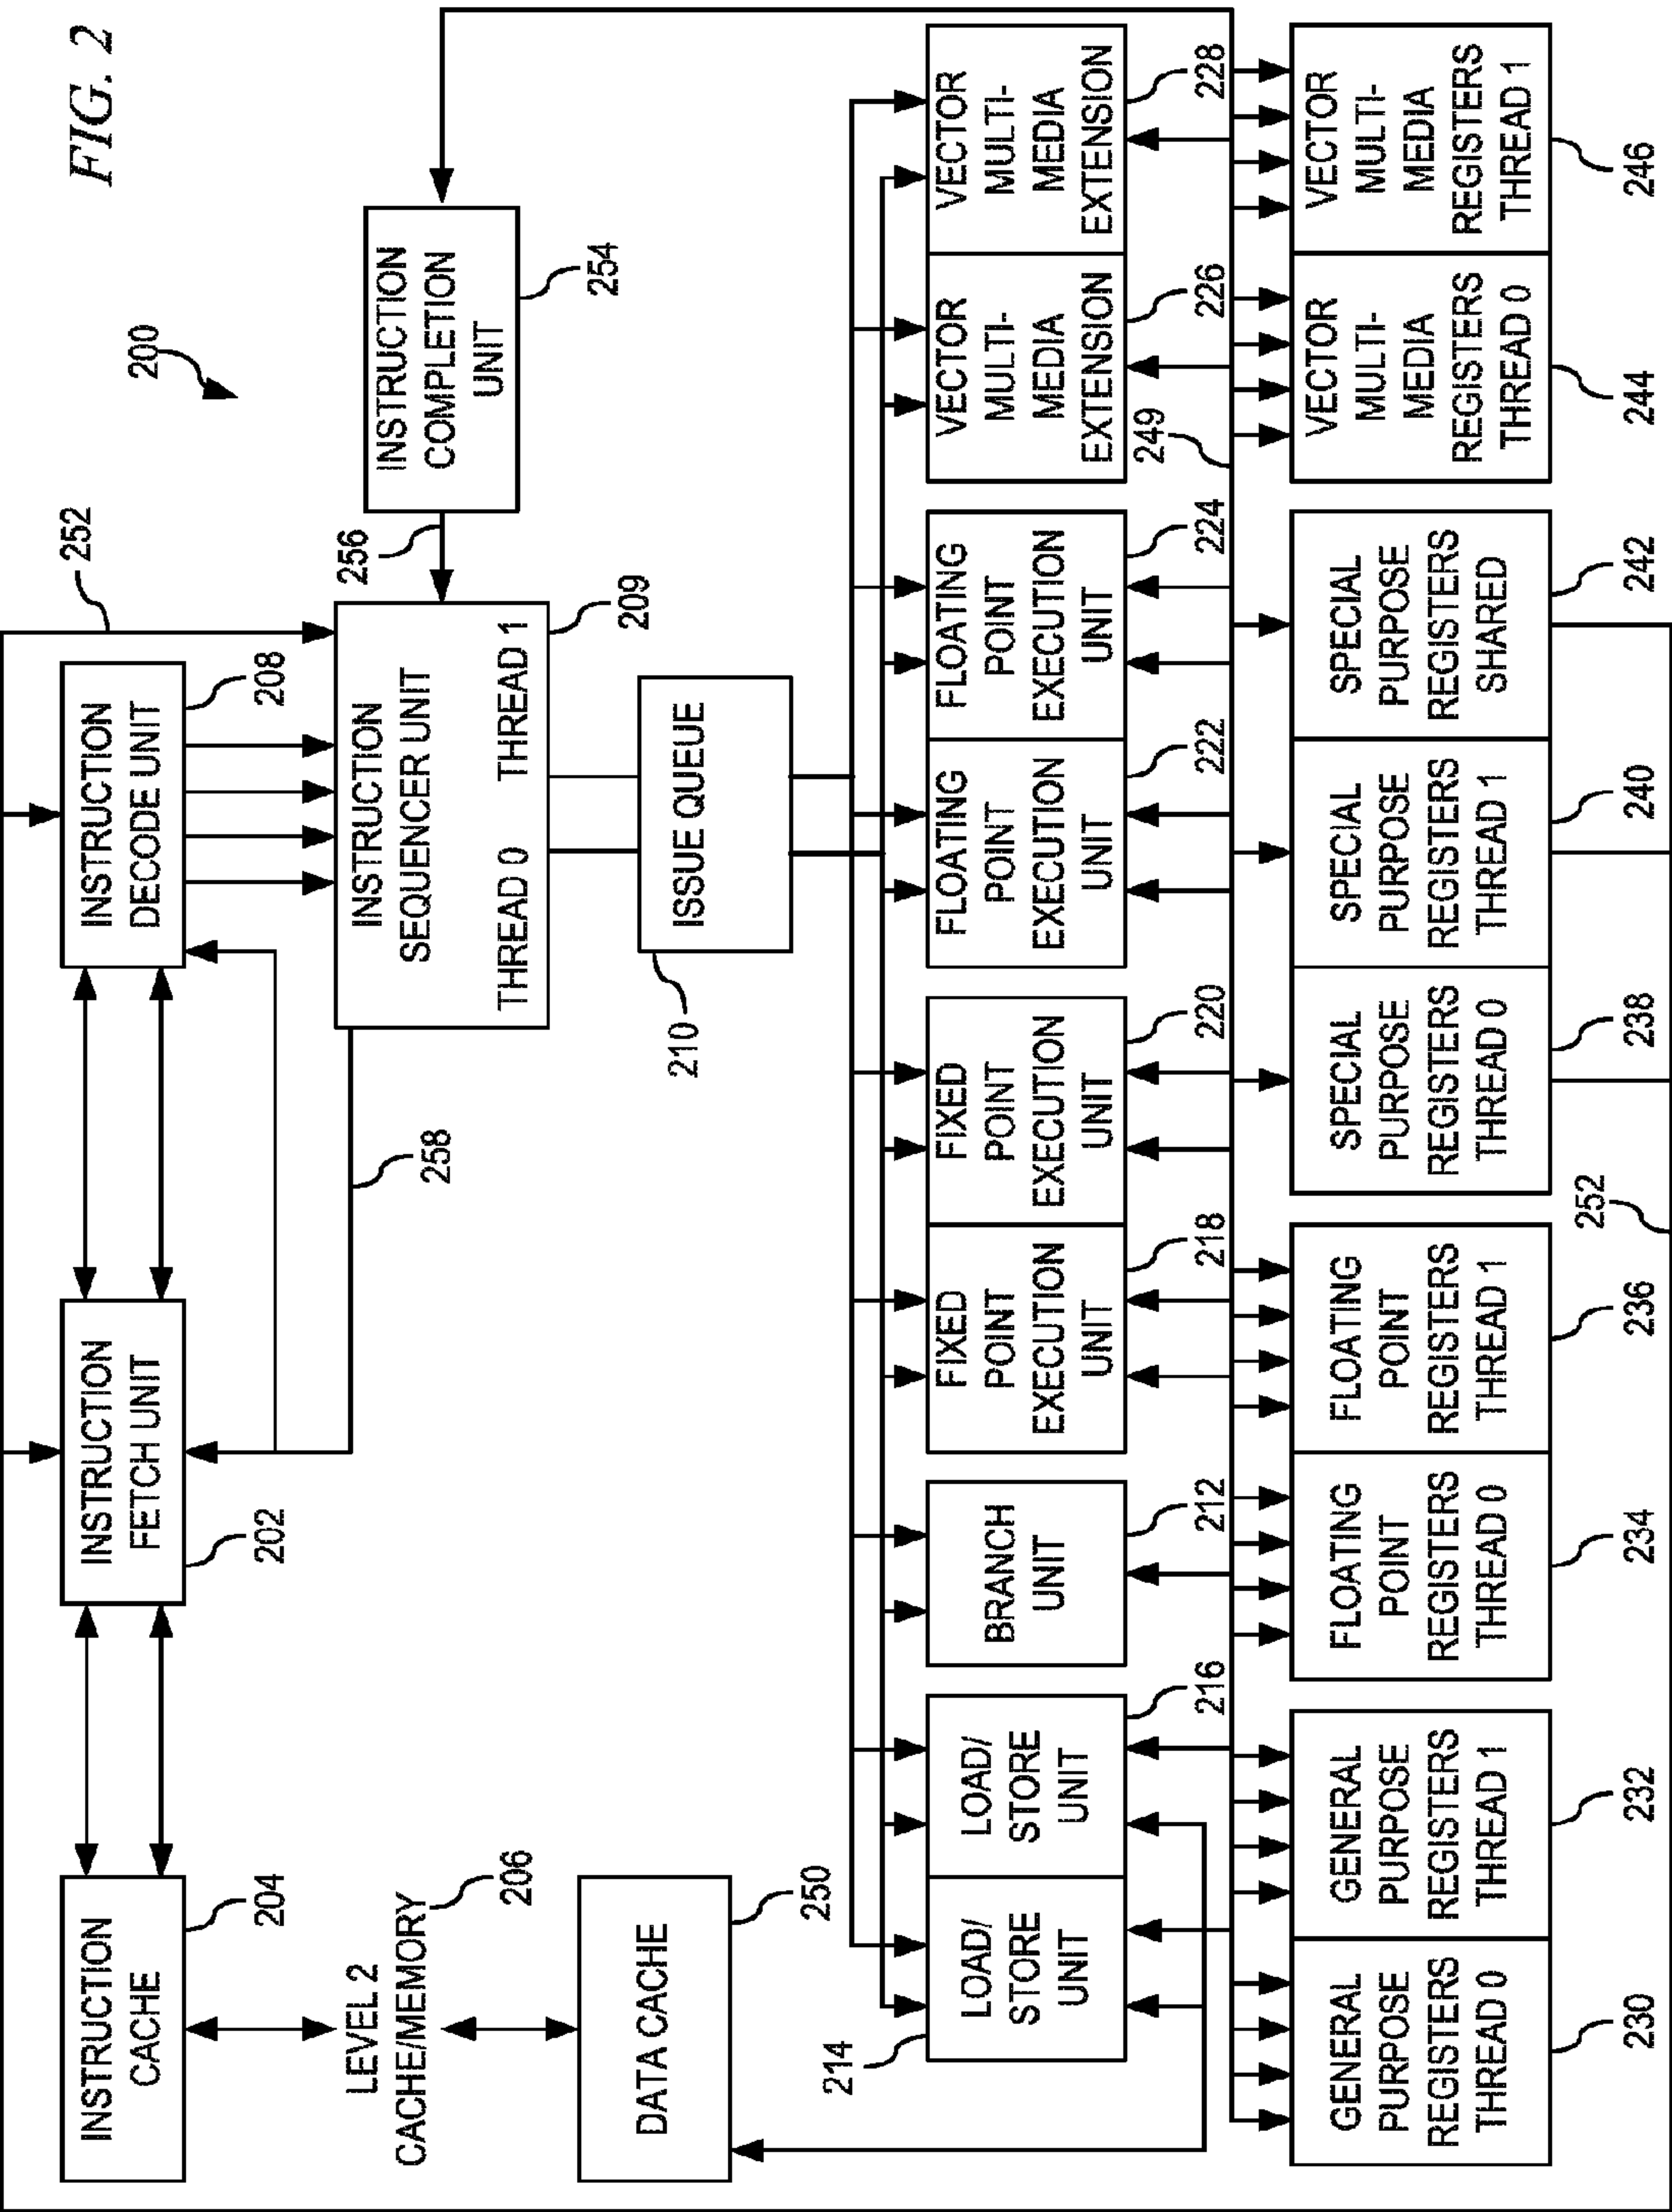 FIG. 2
200
252
INSTRUCTION
CACHE
204
INSTRUCTION
FETCH UNIT
202
INSTRUCTION
DECODE UNIT
208
LEVEL 2
CACHE/MEMORY
206
258
INSTRUCTION
SEQUENCER UNIT
THREAD 0
THREAD 1
209
256
INSTRUCTION
COMPLETION
UNIT
254
DATA CACHE
250
210
ISSUE QUEUE
214
LOAD/
STORE
UNIT
LOAD/
STORE
UNIT
216
BRANCH
UNIT
212
FIXED
POINT
EXECUTION
UNIT
218
FIXED
POINT
EXECUTION
UNIT
220
FLOATING
POINT
EXECUTION
UNIT
222
FLOATING
POINT
EXECUTION
UNIT
224
VECTOR
MULTI-
MEDIA
EXTENSION
226
VECTOR
MULTI-
MEDIA
EXTENSION
228
249
GENERAL
PURPOSE
REGISTERS
THREAD 0
230
GENERAL
PURPOSE
REGISTERS
THREAD 1
232
FLOATING
POINT
REGISTERS
THREAD 0
234
FLOATING
POINT
REGISTERS
THREAD 1
236
252
SPECIAL
PURPOSE
REGISTERS
THREAD 0
238
SPECIAL
PURPOSE
REGISTERS
THREAD 1
240
SPECIAL
PURPOSE
REGISTERS
SHARED
242
VECTOR
MULTI-
MEDIA
REGISTERS
THREAD 0
244
VECTOR
MULTI-
MEDIA
REGISTERS
THREAD 1
246